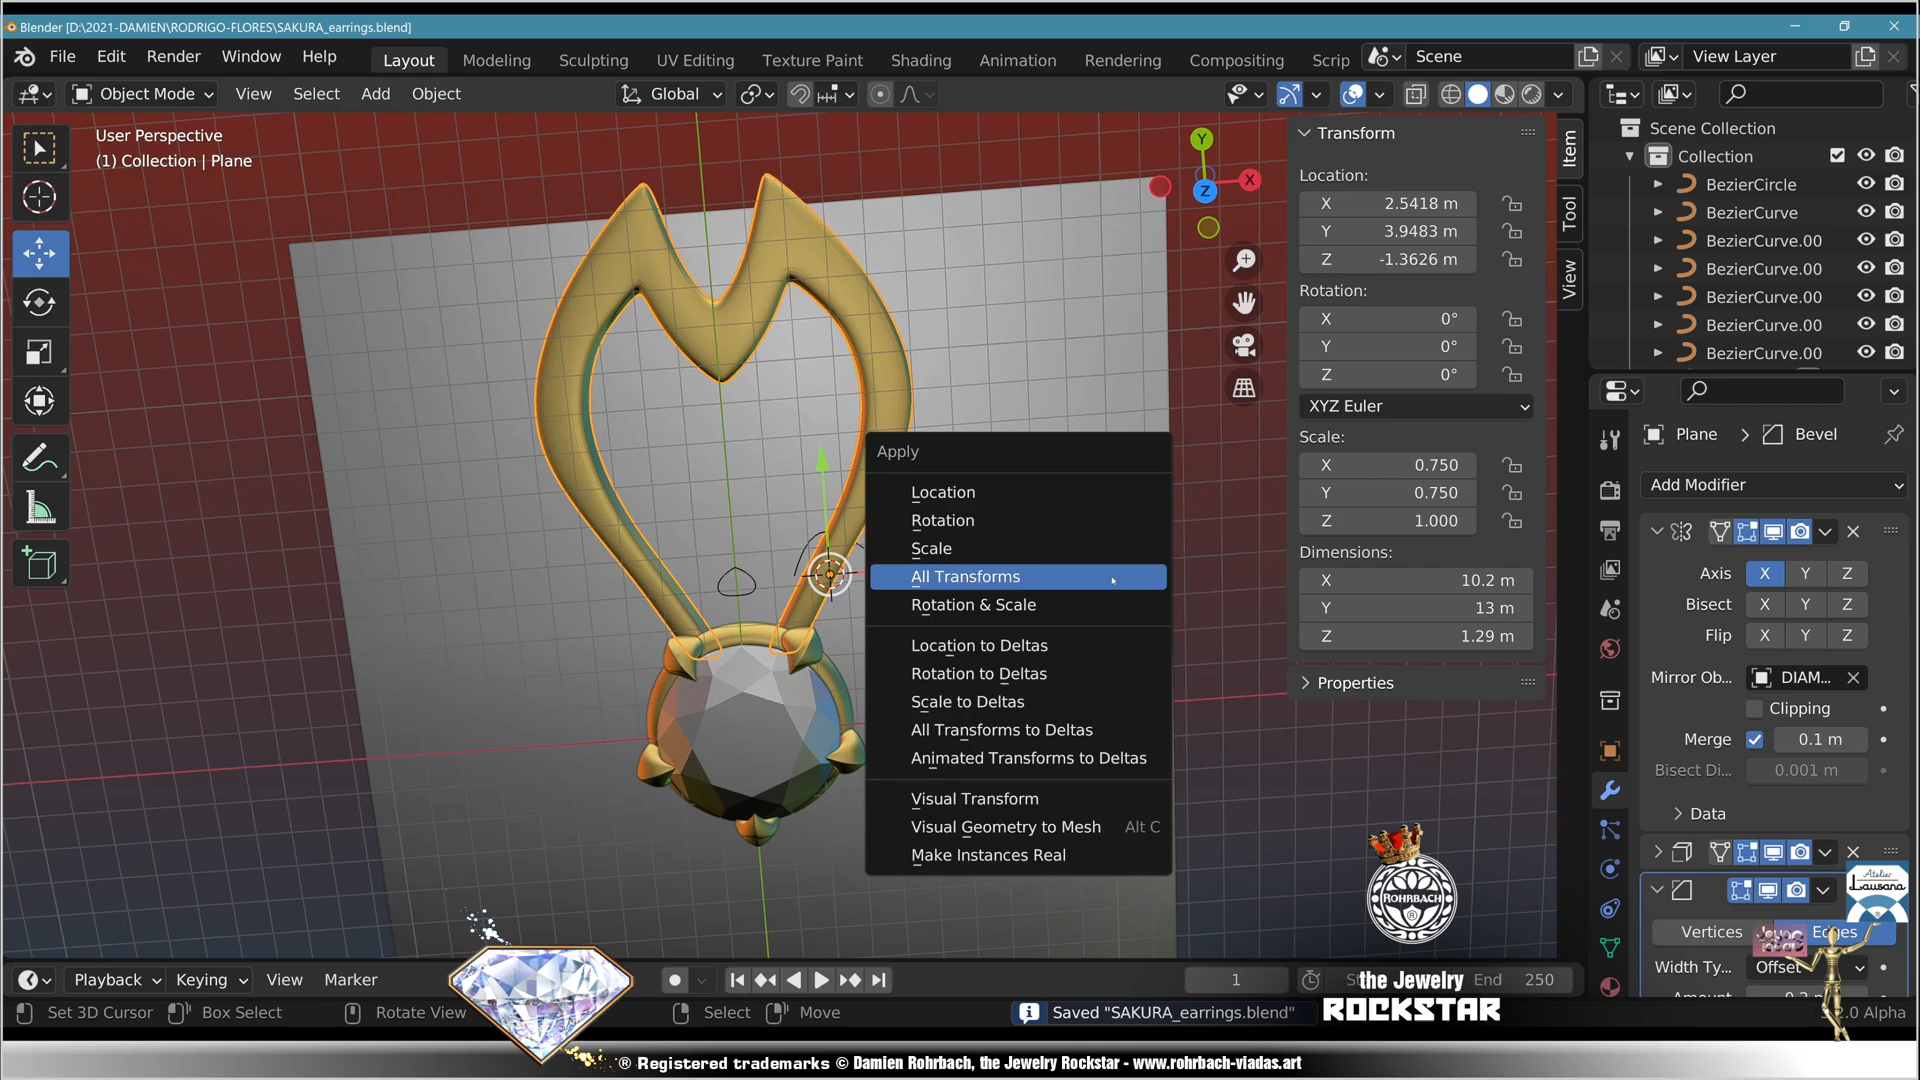 Blender [D:\2021-DAMIEN\RODRIGO-FLORES\SAKURA_earrings.blend]
File Edit Render Window Help
Layout Modeling Sculpting UV Editing Texture Paint Shading Animation Rendering Compositing Scrip
Scene View Layer
Object Mode View Select Add Object Global
User Perspective
(1) Collection | Plane
Y
X
Z
Transform
Location:
X 2.5418 m
Y 3.9483 m
Z -1.3626 m
Rotation:
X 0°
Y 0°
Z 0°
XYZ Euler
Scale:
X 0.750
Y 0.750
Z 1.000
Dimensions:
X 10.2 m
Y 13 m
Z 1.29 m
Properties
Item
Tool
View
Apply
Location
Rotation
Scale
All Transforms
Rotation & Scale
Location to Deltas
Rotation to Deltas
Scale to Deltas
All Transforms to Deltas
Animated Transforms to Deltas
Visual Transform
Visual Geometry to Mesh Alt C
Make Instances Real
Scene Collection
Collection
BezierCircle
BezierCurve
BezierCurve.00
BezierCurve.00
BezierCurve.00
BezierCurve.00
BezierCurve.00
Plane Bevel
Add Modifier
Axis X Y Z
Bisect X Y Z
Flip X Y Z
Mirror Ob... DIAM...
Clipping
Merge 0.1 m
Bisect Di... 0.001 m
Data
Atelier
Lausana
Vertices Edges
Width Ty... Offset
ROHRBACH
Playback Keying View Marker
1
End 250
the Jewelry
ROCKSTAR
Set 3D Cursor Box Select Rotate View Select Move
Saved "SAKURA_earrings.blend"
.0 Alpha
® Registered trademarks © Damien Rohrbach, the Jewelry Rockstar - www.rohrbach-viadas.art